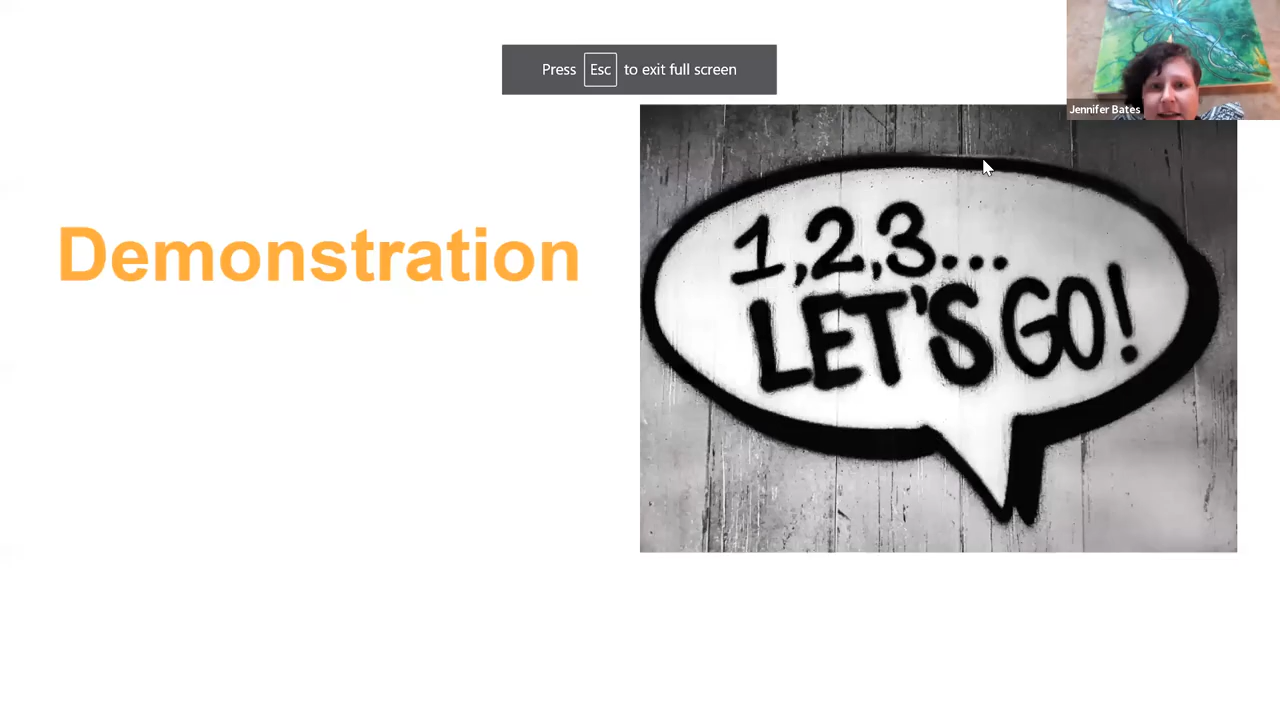 Press Esc to exit full screen
Jennifer Bates
Demonstration
1,2,3...
LET'S GO!